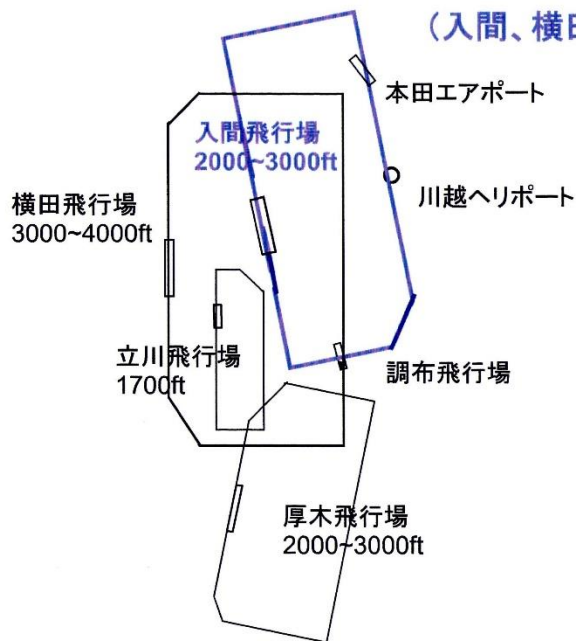 （入間、横田
本田エアポート
入間飛行場
2000~3000ft
川越ヘリポート
横田飛行場
3000~4000ft
立川飛行場
1700ft
調布飛行場
厚木飛行場
2000~3000ft